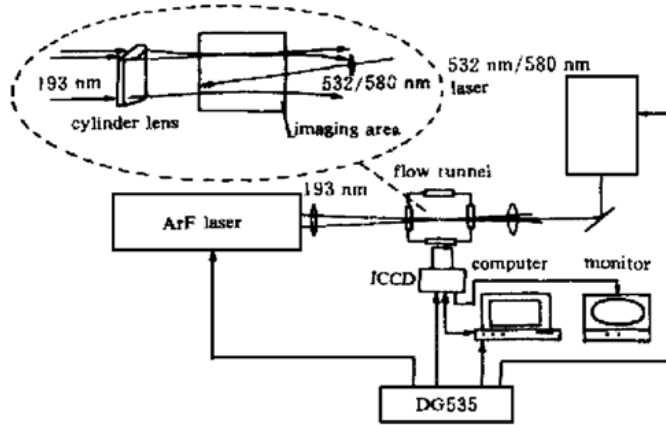 193 nm
532/580 nm
cylinder lens
imaging area
532 nm/580 nm
laser
flow tunnel
193 nm
ArF laser
ICCD
computer
monitor
DG535